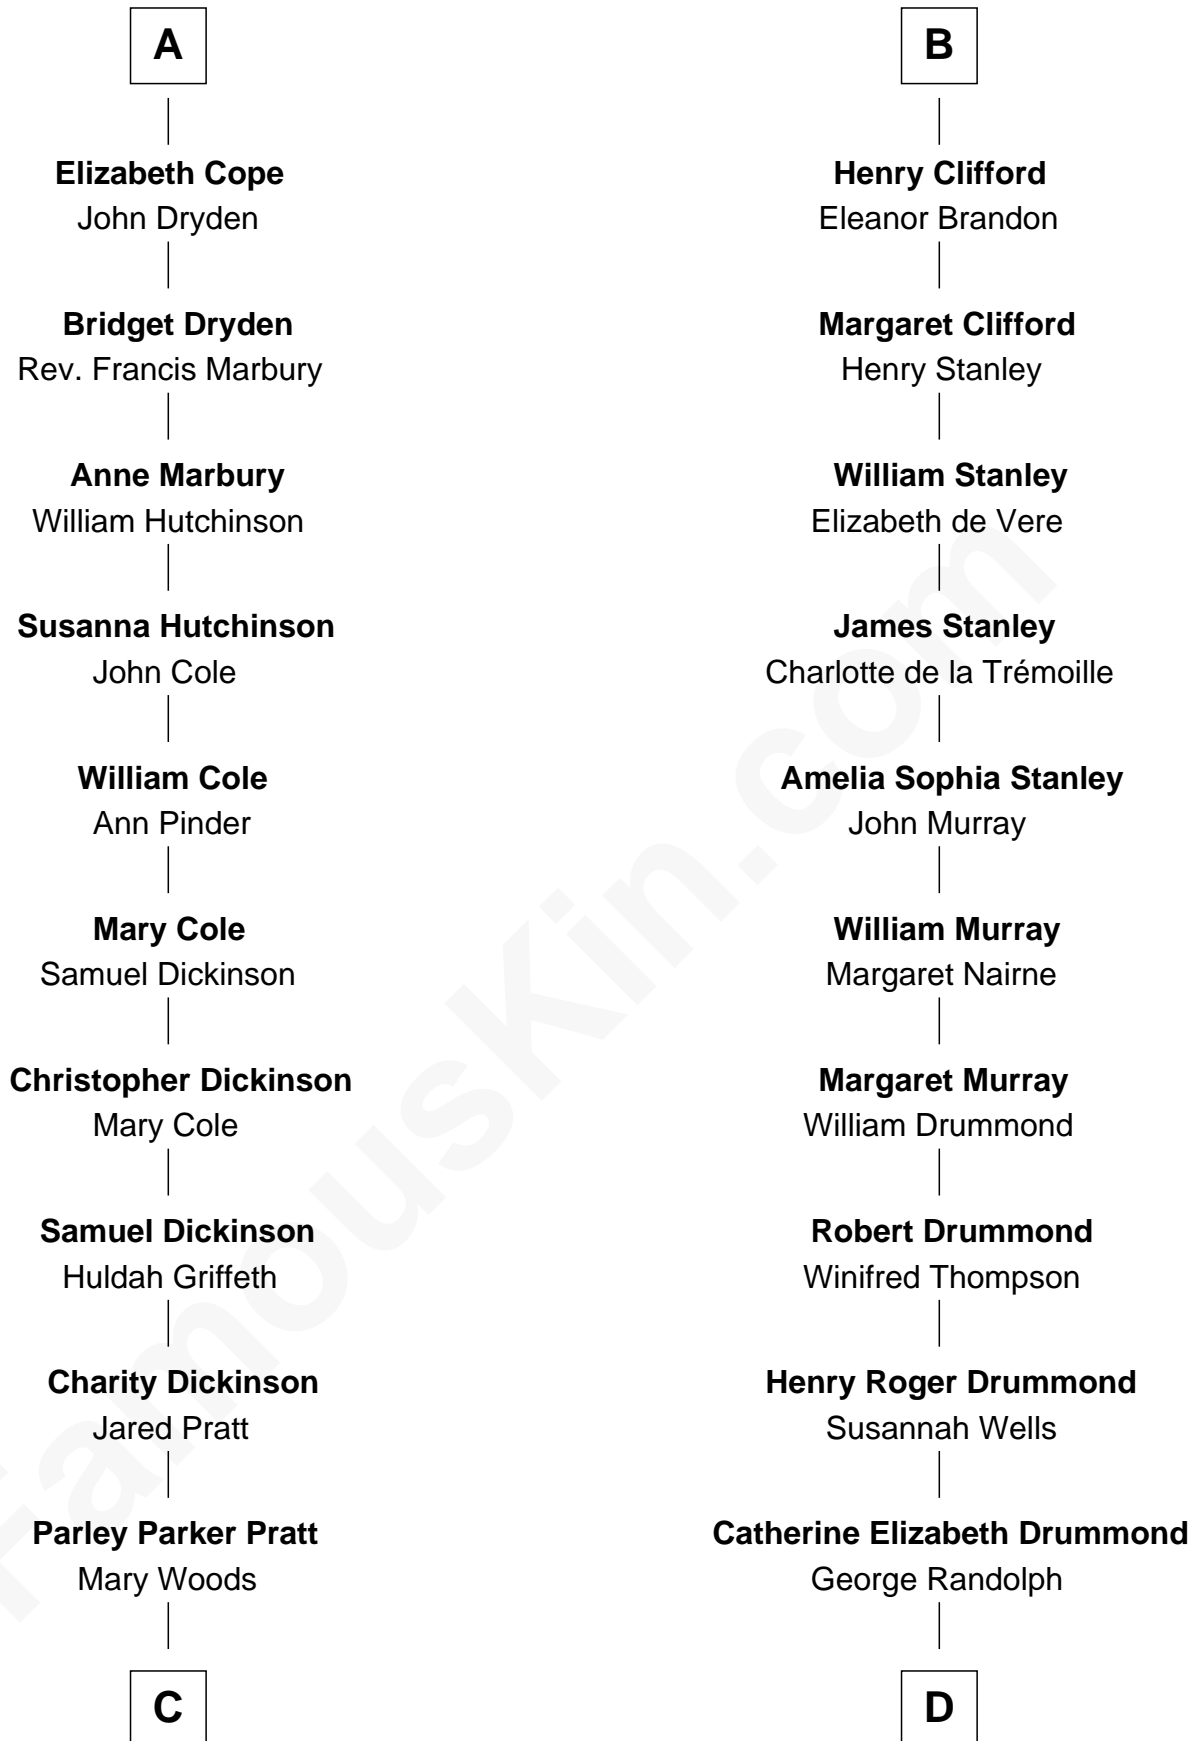 A
Elizabeth Cope
John Dryden
Bridget Dryden
Rev. Francis Marbury
Anne Marbury
William Hutchinson
Susanna Hutchinson
John Cole
William Cole
Ann Pinder
Mary Cole
Samuel Dickinson
Christopher Dickinson
Mary Cole
Samuel Dickinson
Huldah Griffeth
Charity Dickinson
Jared Pratt
Parley Parker Pratt
Mary Woods
C
B
Henry Clifford
Eleanor Brandon
Margaret Clifford
Henry Stanley
William Stanley
Elizabeth de Vere
James Stanley
Charlotte de la Trémoille
Amelia Sophia Stanley
John Murray
William Murray
Margaret Nairne
Margaret Murray
William Drummond
Robert Drummond
Winifred Thompson
Henry Roger Drummond
Susannah Wells
Catherine Elizabeth Drummond
George Randolph
D
FamousKin.com